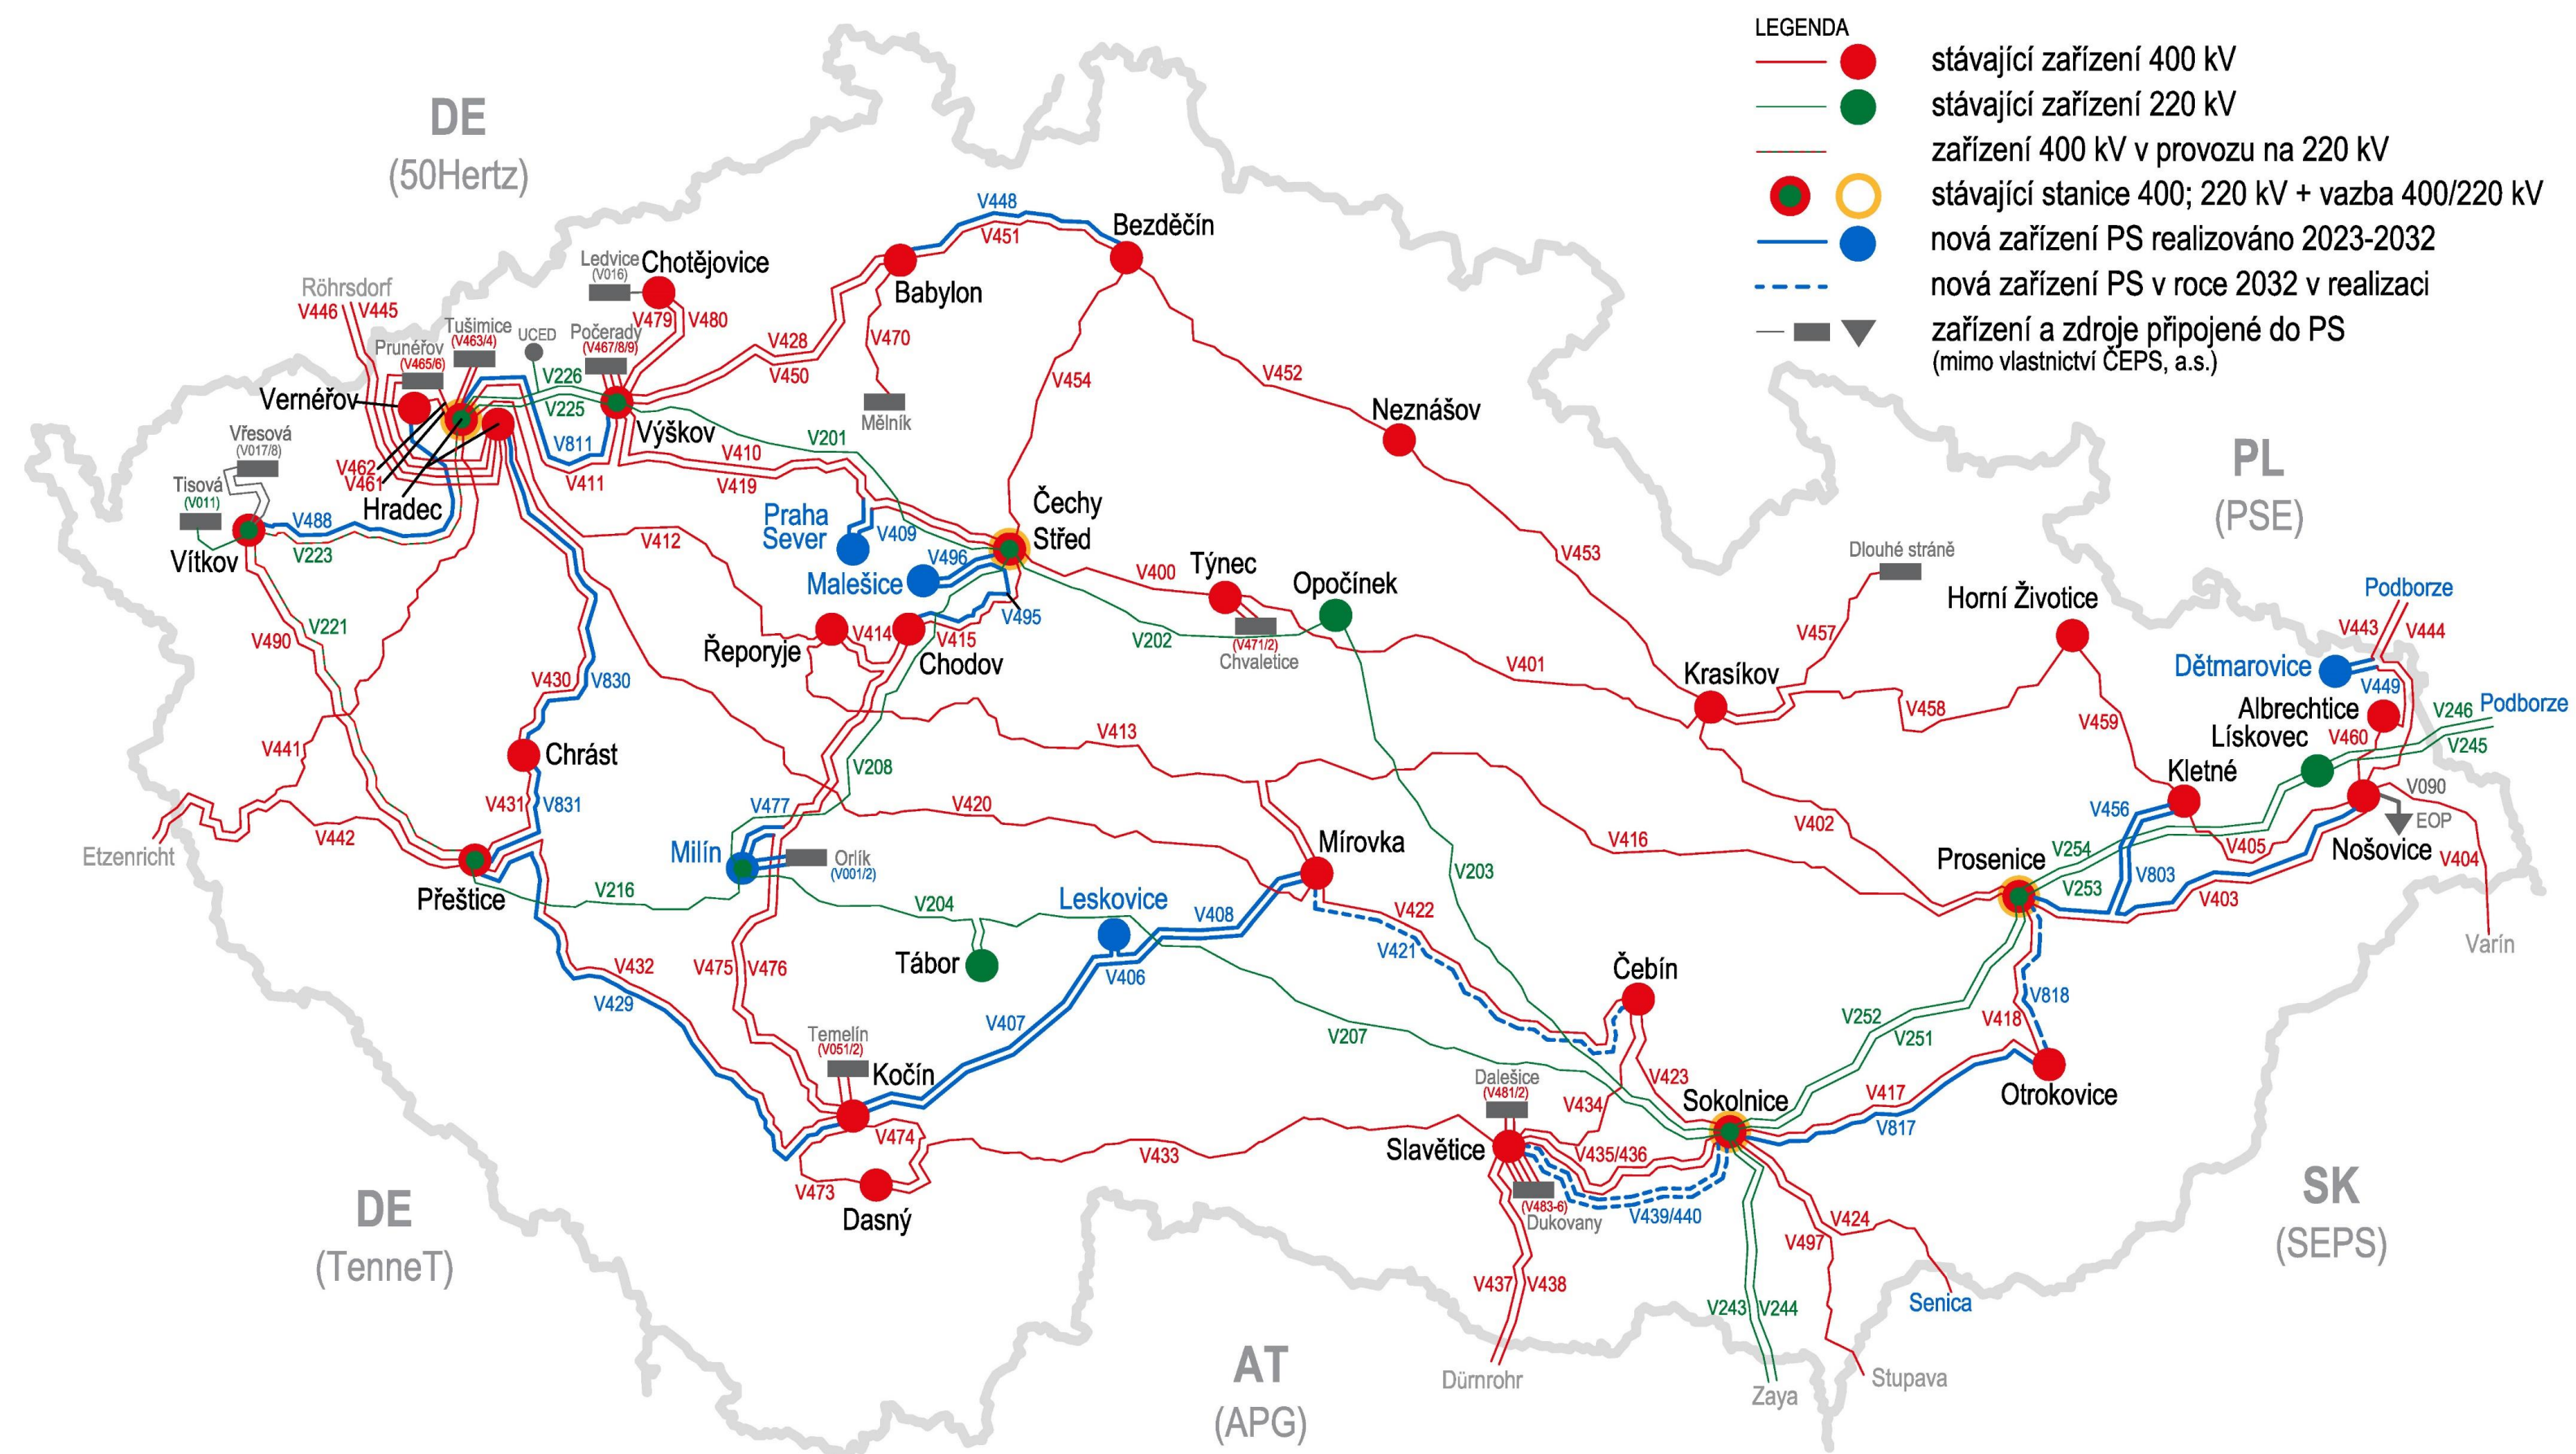 LEGENDA
stávající zařízení 400 kV
stávající zařízení 220 kV
zařízení 400 kV v provozu na 220 kV
stávající stanice 400; 220 kV + vazba 400/220 kV
nová zařízení PS realizováno 2023-2032
nová zařízení PS v roce 2032 v realizaci
zařízení a zdroje připojené do PS
(mimo vlastnictví ČEPS, a.s.)
DE
(50Hertz)
V448
V451
Bezděčín
Babylon
Ledvice
(V016)
Chotějovice
V479
V480
Röhrsdorf
V446
V445
Tušimice
(V463/4)
UCED
Počerady
(V467/8/9)
Prunéřov
(V465/6)
V428
V450
V470
V454
V452
Vernéřov
V226
V225
Mělník
Neznášov
Vřesová
(V017/8)
V811
Výškov
V201
V410
V419
V462
V461
V411
Tisová
(V011)
Hradec
V488
V223
Vítkov
Praha
Sever
V409
Čechy
Střed
V496
Malešice
V495
V412
V400
Týnec
Opočínek
V453
Dlouhé stráně
PL
(PSE)
Horní Životice
Podborze
V443
V444
Dětmarovice
V449
V490
V221
Řeporyje
V414
V415
Chodov
V202
(V471/2)
Chvaletice
V401
Krasíkov
V457
V458
V459
Albrechtice
Lískovec
V460
V246
Podborze
V245
V430
V830
V441
Chrást
V413
V208
Kletné
V090
EOP
V431
V831
V477
V420
V442
Etzenricht
Milín
Orlík
(V001/2)
Mírovka
V416
V402
V456
V405
Nošovice
V404
Prosenice
V254
V253
V803
V403
Přeštice
V216
V204
Leskovice
V408
V422
V421
V203
Varín
Tábor
V406
V432
V429
V475
V476
Čebín
V818
V407
V207
V252
V251
V418
Temelín
(V051/2)
Kočín
V423
Dalešice
(V481/2)
V434
Sokolnice
V417
V817
Otrokovice
V474
V433
Slavětice
V435/436
V473
Dasný
(V483-6)
Dukovany
V439/440
V424
V497
DE
(TenneT)
SK
(SEPS)
V437
V438
V243
V244
Senica
AT
(APG)
Dürnrohr
Zaya
Stupava